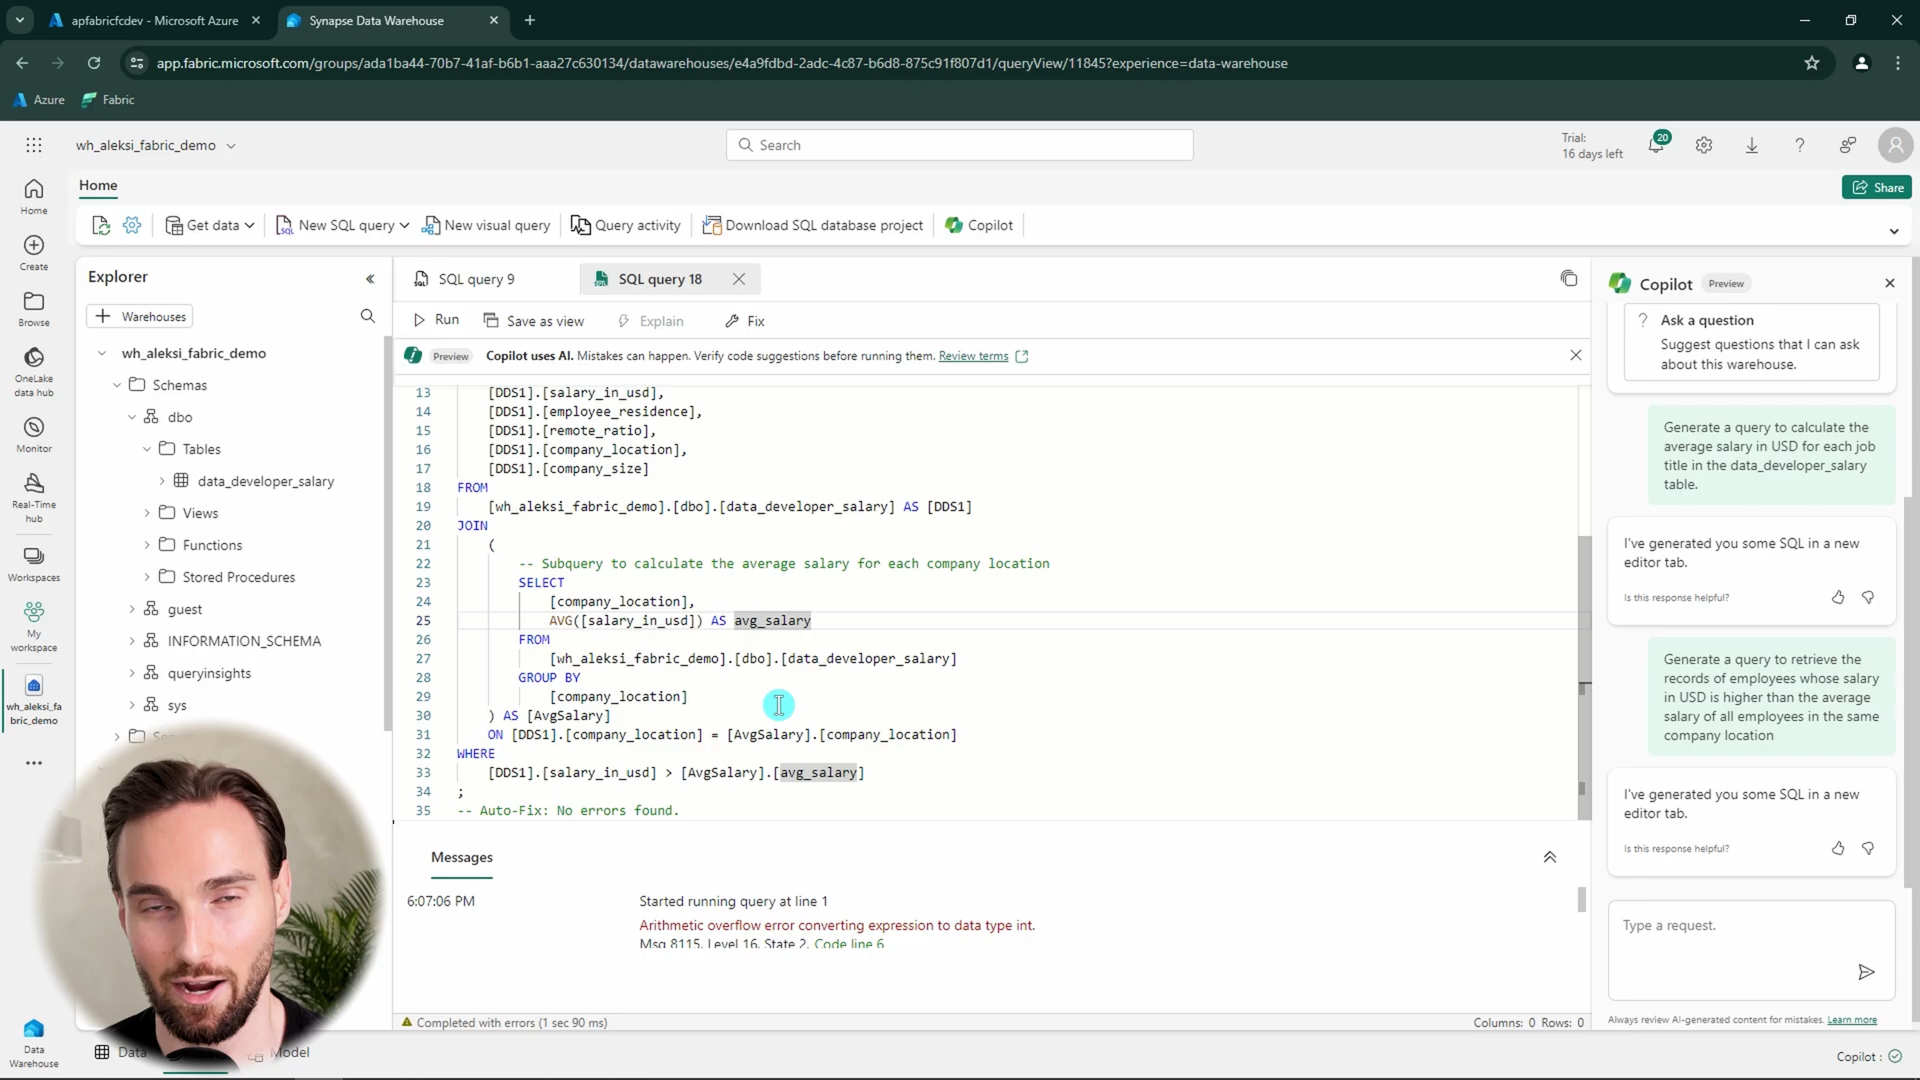 apfabricfcdev - Microsoft Azure
Synapse Data Warehouse
app.fabric.microsoft.com/groups/ada1ba44-70b7-41af-b6b1-aaa27c630134/datawarehouses/e4a9fdbd-2adc-4c87-b6d8-875c91f807d1/queryView/11845?experience=data-warehouse
Azure
Fabric
wh_aleksi_fabric_demo
Search
Trial:
16 days left
20
Home
Share
Get data
New SQL query
New visual query
Query activity
Download SQL database project
Copilot
Home
Create
Browse
OneLake
data hub
Monitor
Real-Time
hub
Workspaces
My
workspace
wh_aleksi_fa
bric_demo
Data
Warehouse
Explorer
Warehouses
wh_aleksi_fabric_demo
Schemas
dbo
Tables
data_developer_salary
Views
Functions
Stored Procedures
guest
INFORMATION_SCHEMA
queryinsights
sys
SQL query 9
SQL query 18
Run
Save as view
Explain
Fix
Preview
Copilot uses AI. Mistakes can happen. Verify code suggestions before running them. Review terms
13 [DDS1].[salary_in_usd],
14 [DDS1].[employee_residence],
15 [DDS1].[remote_ratio],
16 [DDS1].[company_location],
17 [DDS1].[company_size]
18 FROM
19 [wh_aleksi_fabric_demo].[dbo].[data_developer_salary] AS [DDS1]
20 JOIN
21 (
22 -- Subquery to calculate the average salary for each company location
23 SELECT
24 [company_location],
25 AVG([salary_in_usd]) AS avg_salary
26 FROM
27 [wh_aleksi_fabric_demo].[dbo].[data_developer_salary]
28 GROUP BY
29 [company_location]
30 ) AS [AvgSalary]
31 ON [DDS1].[company_location] = [AvgSalary].[company_location]
32 WHERE
33 [DDS1].[salary_in_usd] > [AvgSalary].[avg_salary]
34 ;
35 -- Auto-Fix: No errors found.
Messages
6:07:06 PM
Started running query at line 1
Arithmetic overflow error converting expression to data type int.
Msg 8115, Level 16, State 2, Code line 6
Completed with errors (1 sec 90 ms)
Columns: 0 Rows: 0
Data
Model
Copilot :
Copilot
Preview
Ask a question
Suggest questions that I can ask
about this warehouse.
Generate a query to calculate the
average salary in USD for each job
title in the data_developer_salary
table.
I've generated you some SQL in a new
editor tab.
Is this response helpful?
Generate a query to retrieve the
records of employees whose salary
in USD is higher than the average
salary of all employees in the same
company location
I've generated you some SQL in a new
editor tab.
Is this response helpful?
Type a request.
Always review AI-generated content for mistakes. Learn more